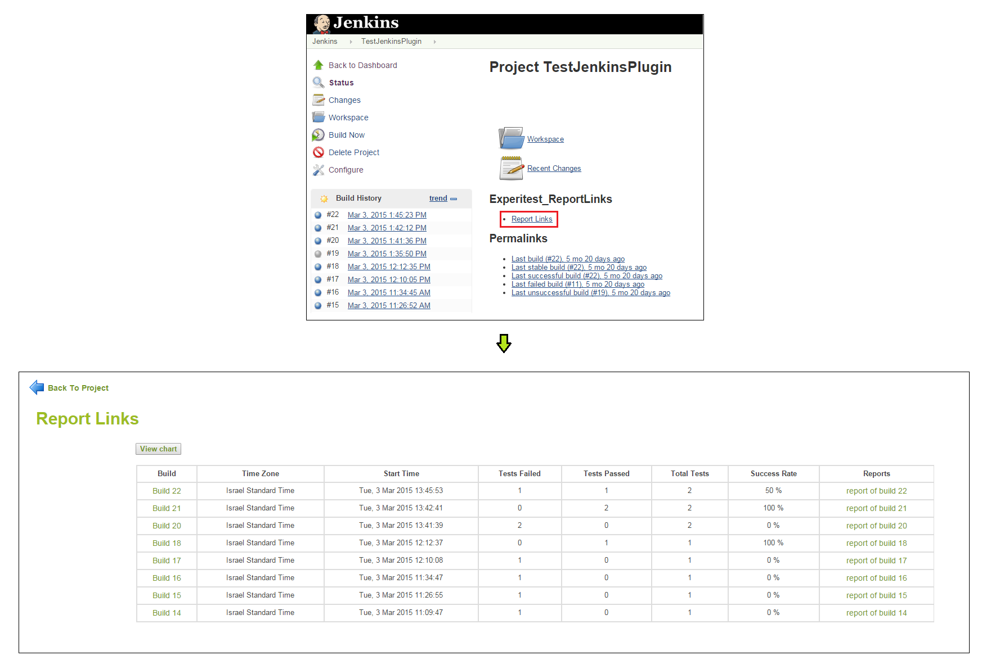 Jenkins
Jenkins TestJenkinsPlugin
Back to Dashboard
Status
Changes
Workspace
Build Now
Delete Project
Configure
Build History trend
#22 Mar 3, 2015 1:45:23 PM
#21 Mar 3, 2015 1:42:12 PM
#20 Mar 3, 2015 1:41:36 PM
#19 Mar 3, 2015 1:35:50 PM
#18 Mar 3, 2015 12:12:35 PM
#17 Mar 3, 2015 12:10:05 PM
#16 Mar 3, 2015 11:34:45 AM
#15 Mar 3, 2015 11:26:52 AM
Project TestJenkinsPlugin
Workspace
Recent Changes
Experitest_ReportLinks
Report Links
Permalinks
Last build (#22), 5 mo 20 days ago
Last stable build (#22), 5 mo 20 days ago
Last successful build (#22), 5 mo 20 days ago
Last failed build (#11), 5 mo 20 days ago
Last unsuccessful build (#19), 5 mo 20 days ago
Back To Project
Report Links
View chart
Build Time Zone Start Time Tests Failed Tests Passed Total Tests Success Rate Reports
Build 22 Israel Standard Time Tue, 3 Mar 2015 13:45:53 1 1 2 50 % report of build 22
Build 21 Israel Standard Time Tue, 3 Mar 2015 13:42:41 0 2 2 100 % report of build 21
Build 20 Israel Standard Time Tue, 3 Mar 2015 13:41:39 2 0 2 0 % report of build 20
Build 18 Israel Standard Time Tue, 3 Mar 2015 12:12:37 0 1 1 100 % report of build 18
Build 17 Israel Standard Time Tue, 3 Mar 2015 12:10:08 1 0 1 0 % report of build 17
Build 16 Israel Standard Time Tue, 3 Mar 2015 11:34:47 1 0 1 0 % report of build 16
Build 15 Israel Standard Time Tue, 3 Mar 2015 11:26:55 1 0 1 0 % report of build 15
Build 14 Israel Standard Time Tue, 3 Mar 2015 11:09:47 1 0 1 0 % report of build 14